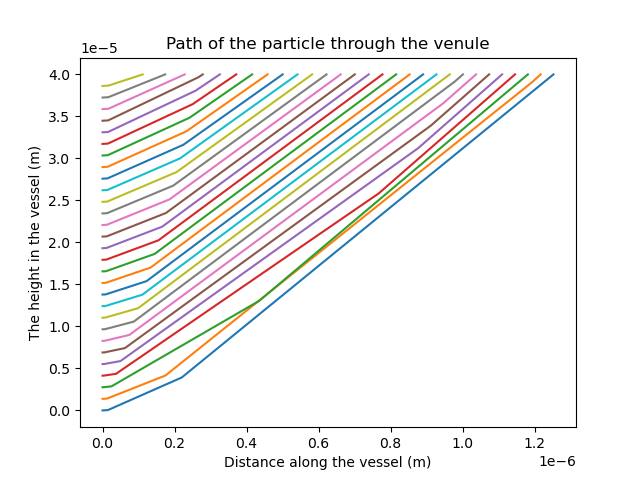 Path of the particle through the venule
1e−5
4.0
3.5
3.0
2.5
2.0
1.5
1.0
0.5
0.0
The height in the vessel (m)
0.0 0.2 0.4 0.6 0.8 1.0 1.2
1e−6
Distance along the vessel (m)